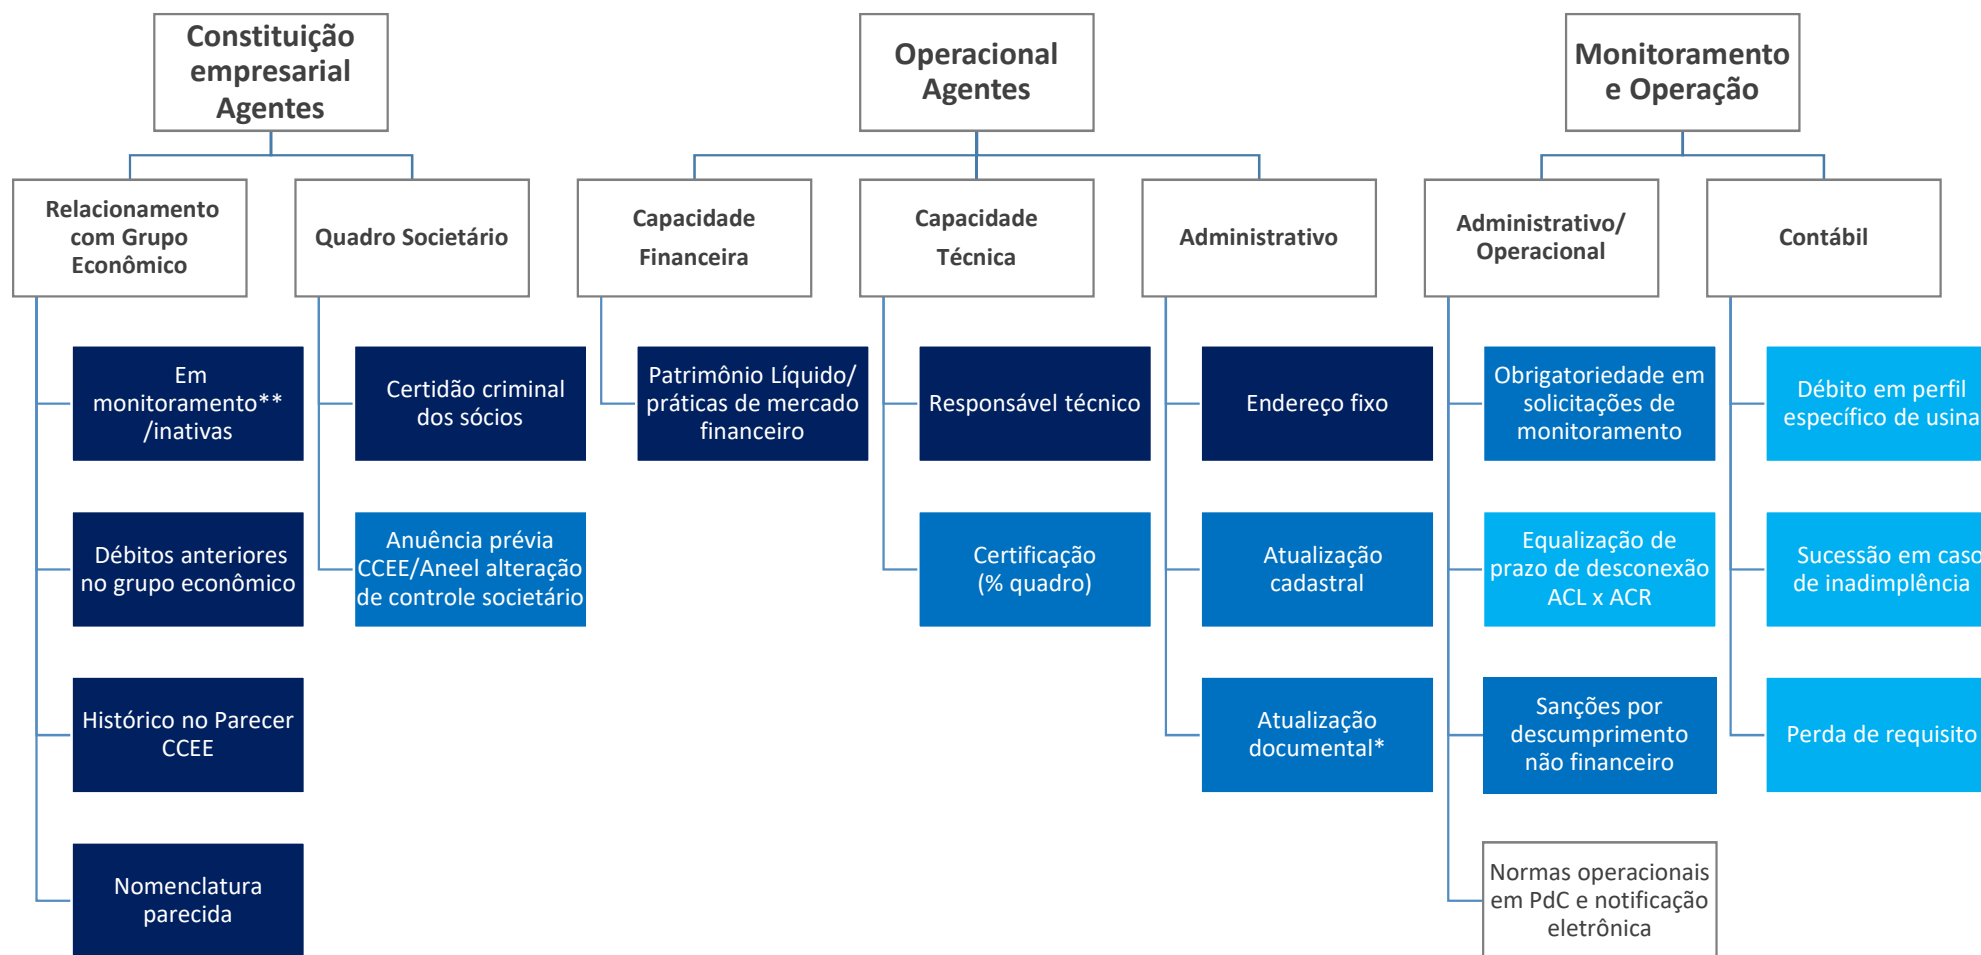 Constituição
empresarial
Agentes
Operacional
Agentes
Monitoramento
e Operação
Relacionamento
com Grupo
Econômico
Quadro Societário
Capacidade
Financeira
Capacidade
Técnica
Administrativo
Administrativo/
Operacional
Contábil
Em
monitoramento**
/inativas
Certidão criminal
dos sócios
Patrimônio Líquido/
práticas de mercado
financeiro
Responsável técnico
Endereço fixo
Obrigatoriedade em
solicitações de
monitoramento
Débito em perfil
específico de usina
Débitos anteriores
no grupo econômico
Anuência prévia
CCEE/Aneel alteração
de controle societário
Certificação
(% quadro)
Atualização
cadastral
Equalização de
prazo de desconexão
ACL x ACR
Sucessão em caso
de inadimplência
Histórico no Parecer
CCEE
Atualização
documental*
Sanções por
descumprimento
não financeiro
Perda de requisito
Nomenclatura
parecida
Normas operacionais
em PdC e notificação
eletrônica